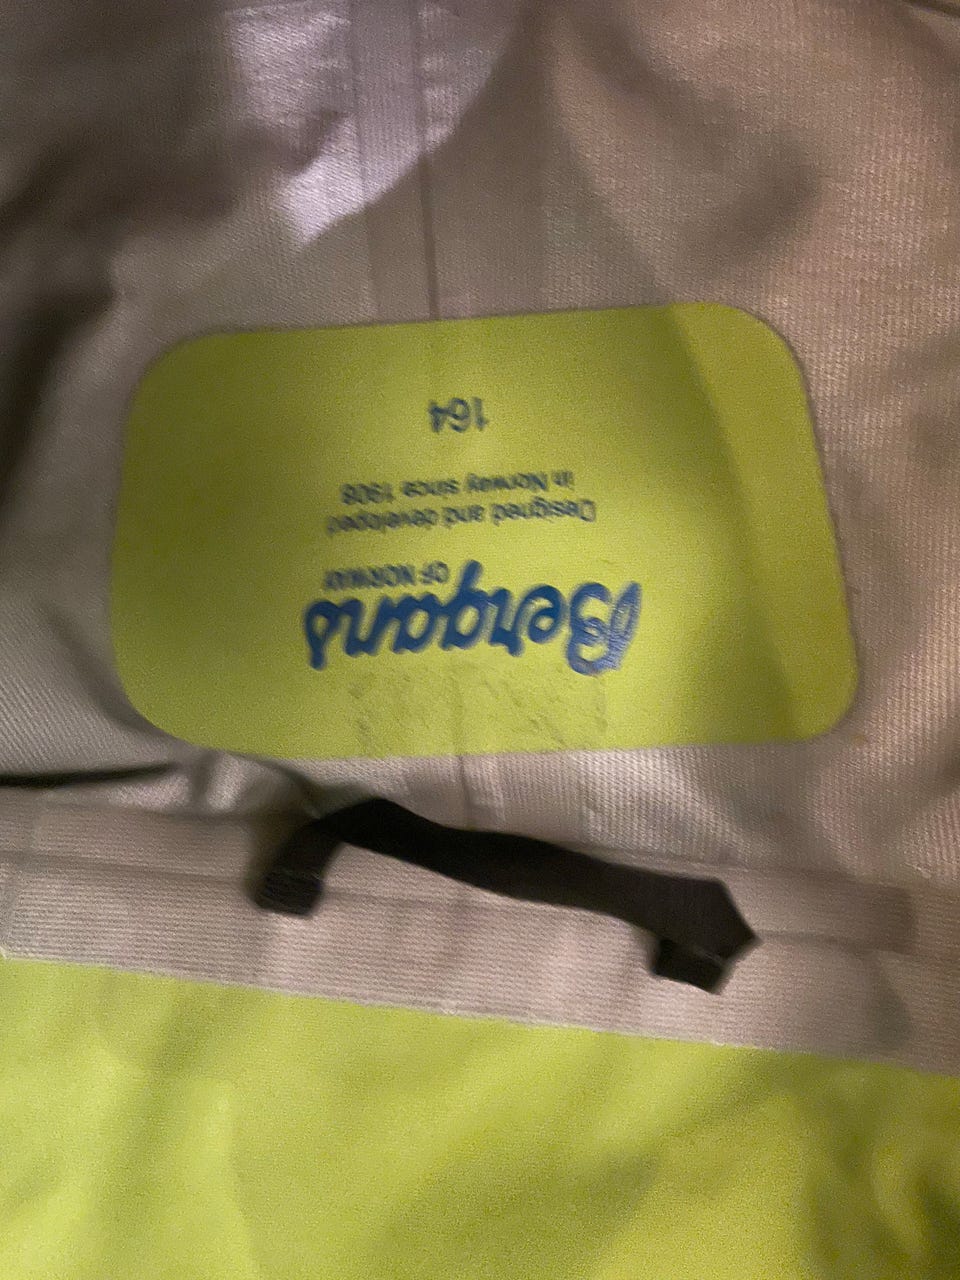 Bergans
OF NORWAY
Designed and developed
in Norway since 1908
164